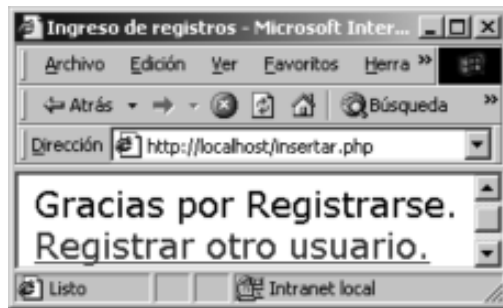 Ingreso de registros - Microsoft Inter...
Archivo Edición Ver Favoritos Herra »
Atrás Búsqueda »
Dirección http://localhost/insertar.php
Gracias por Registrarse.
Registrar otro usuario.
Listo Intranet local